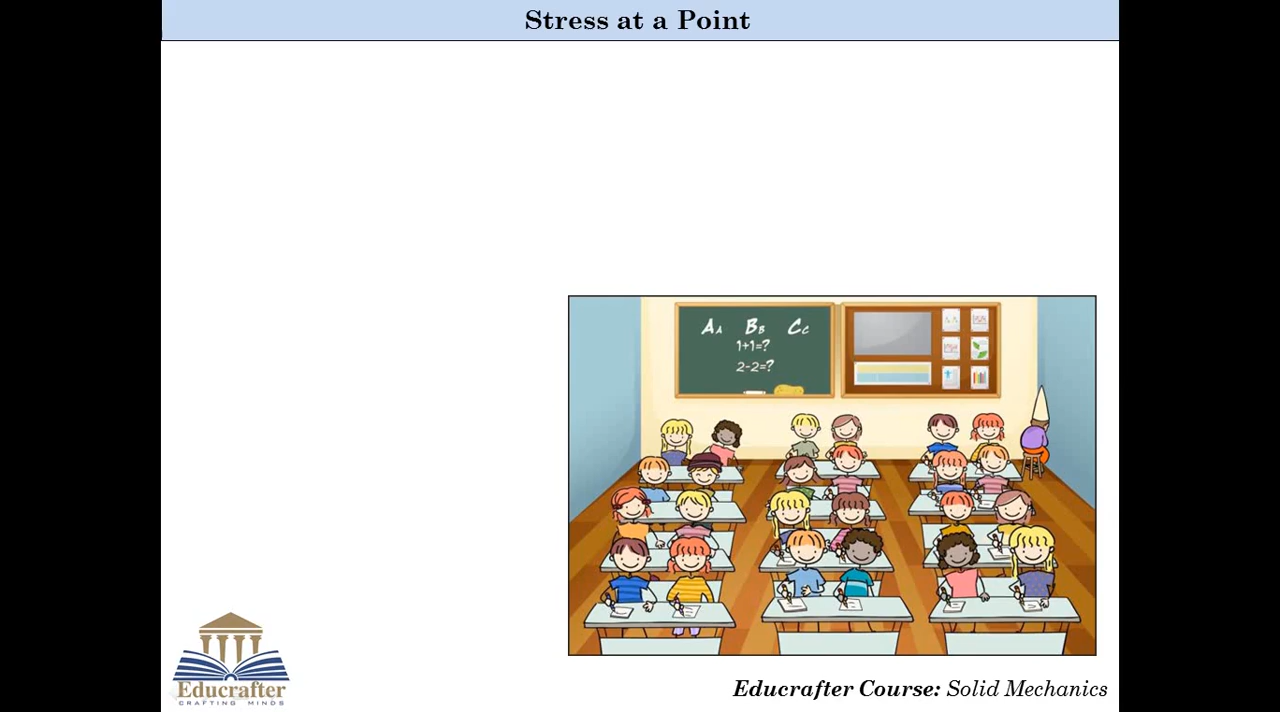 Stress at a Point
AA BB CC
1+1=?
2-2=?
Educrafter
CRAFTING MINDS
Educrafter Course: Solid Mechanics